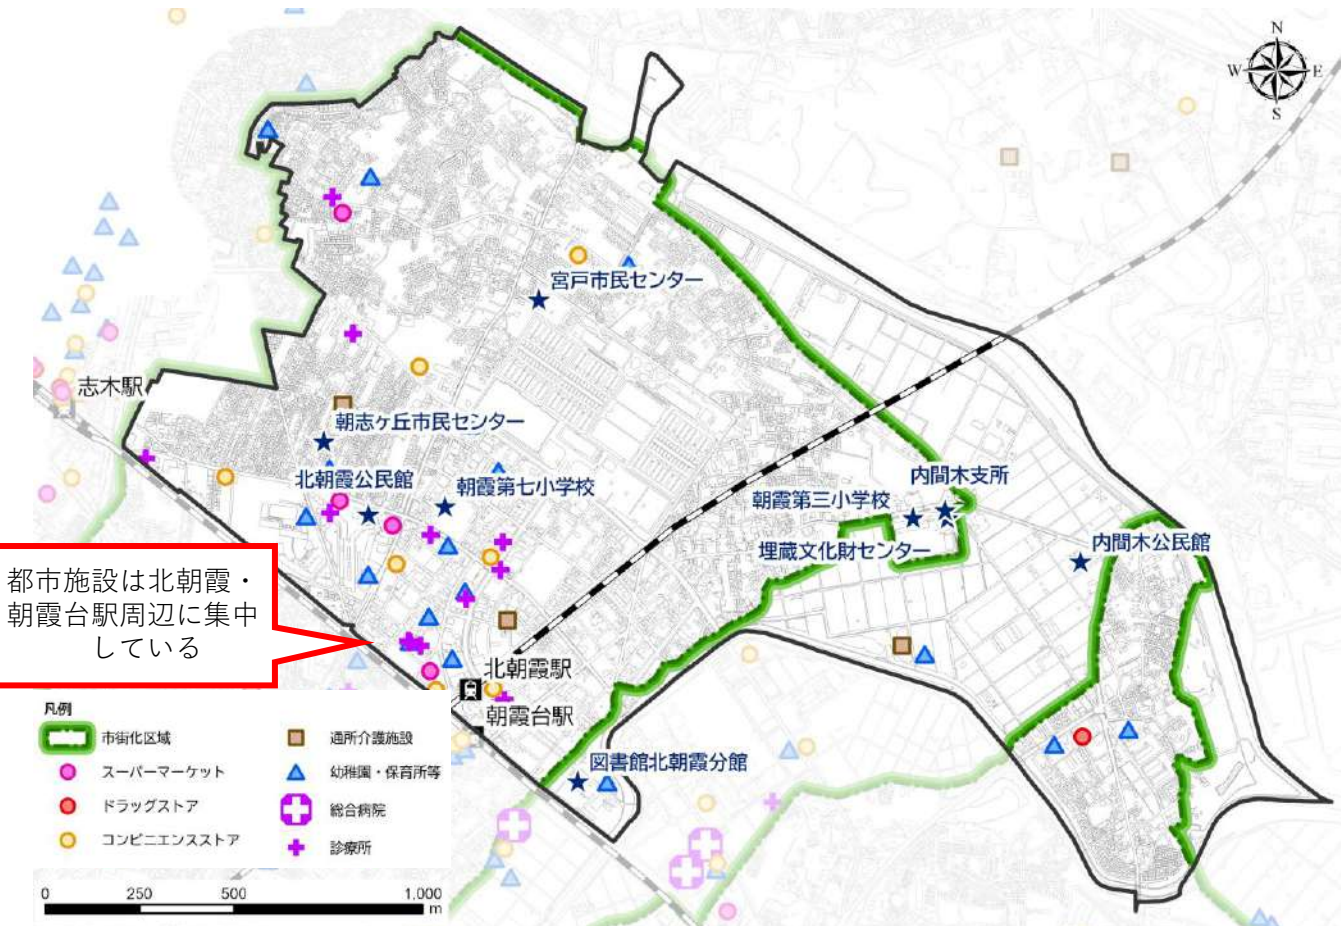 N
W
E
S
宮戸市民センター
志木駅
朝志ヶ丘市民センター
北朝霞公民館
朝霞第七小学校
内間木支所
朝霞第三小学校
埋蔵文化財センター
内間木公民館
都市施設は北朝霞・
朝霞台駅周辺に集中
している
北朝霞駅
朝霞台駅
図書館北朝霞分館
凡例
市街化区域
スーパーマーケット
ドラッグストア
コンビニエンスストア
通所介護施設
幼稚園・保育所等
総合病院
診療所
0 250 500 1,000
m